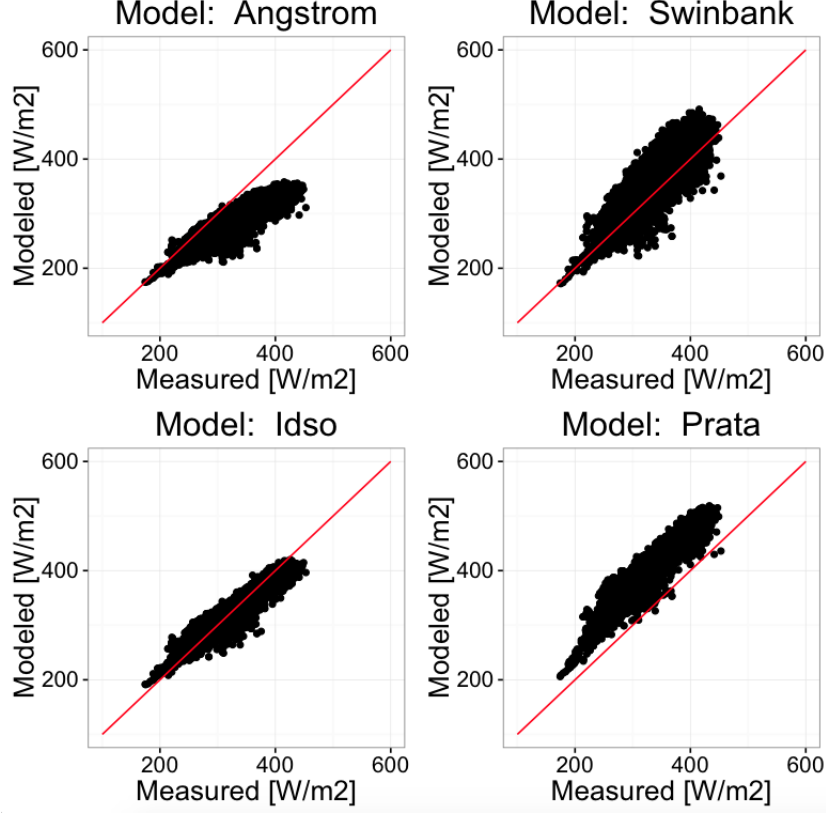 Model:  Angstrom
Modeled [W/m2]
600
400
200
200 400 600
Measured [W/m2]
Model:  Swinbank
Modeled [W/m2]
600
400
200
200 400 600
Measured [W/m2]
Model:  Idso
Modeled [W/m2]
600
400
200
200 400 600
Measured [W/m2]
Model:  Prata
Modeled [W/m2]
600
400
200
200 400 600
Measured [W/m2]